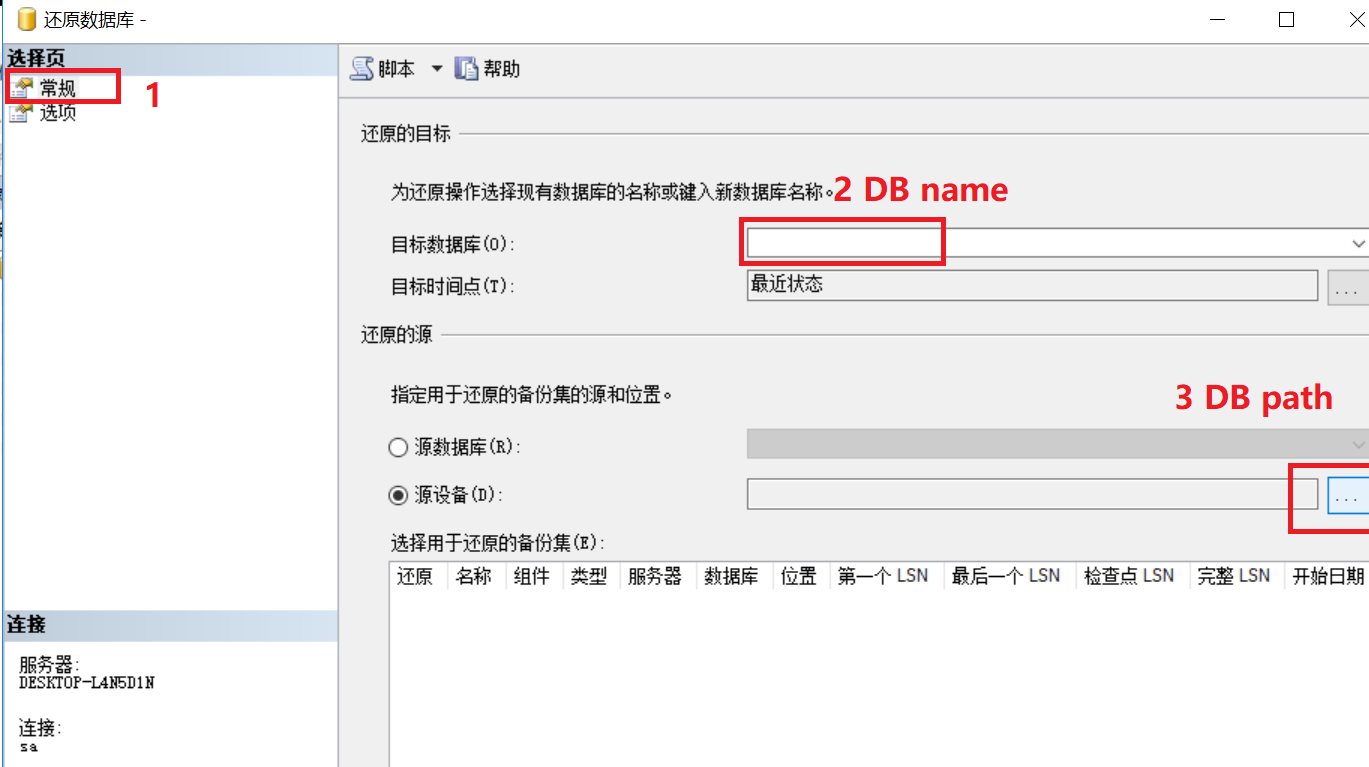 还原数据库 -
选择页
常规
1
选项
脚本
帮助
还原的目标
为还原操作选择现有数据库的名称或键入新数据库名称。
2 DB name
目标数据库(O):
目标时间点(T):
最近状态
...
还原的源
指定用于还原的备份集的源和位置。
3 DB path
源数据库(R):
源设备(D):
...
选择用于还原的备份集(E):
还原 名称 组件 类型 服务器 数据库 位置 第一个 LSN 最后一个 LSN 检查点 LSN 完整 LSN 开始日期
连接
服务器:
DESKTOP-L4N5D1N
连接:
sa